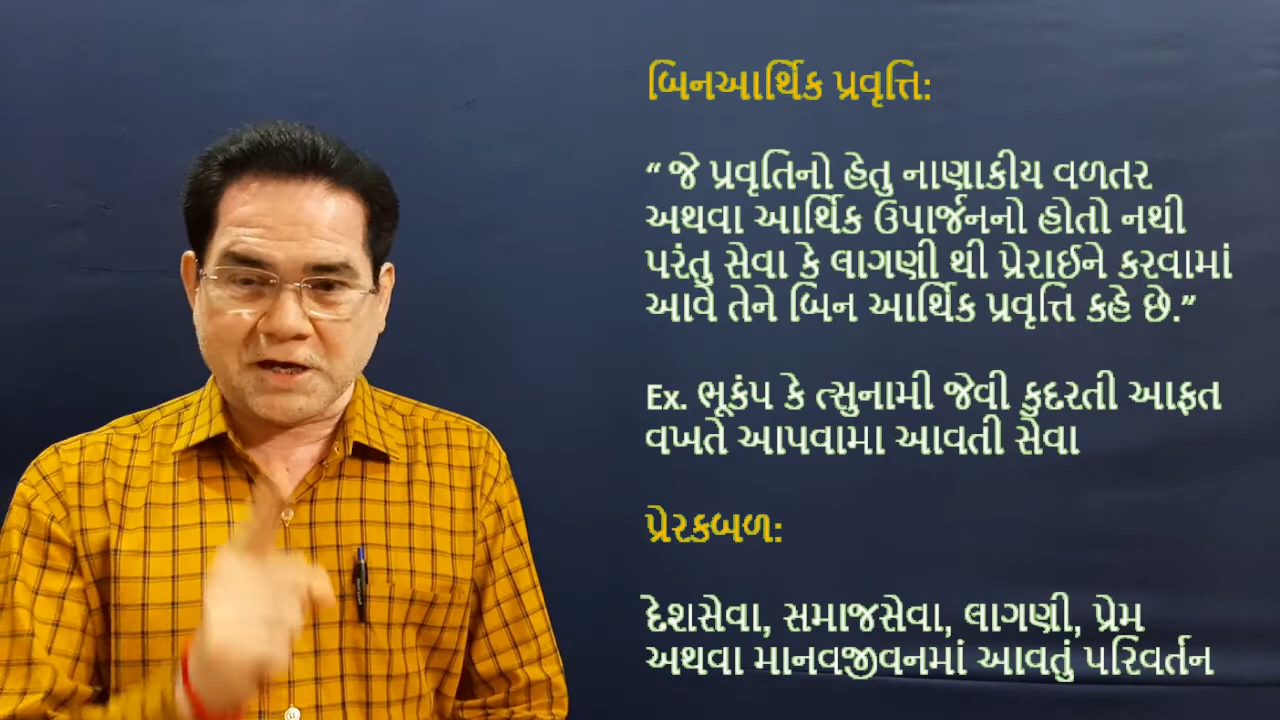 બિનઆર્થિક પ્રવૃત્તિ:
“ જે પ્રવૃતિનો હેતુ નાણાકીય વળતર
અથવા આર્થિક ઉપાર્જનનો હોતો નથી
પરંતુ સેવા કે લાગણી થી પ્રેરાઈને કરવામાં
આવે તેને બિન આર્થિક પ્રવૃત્તિ કહે છે.”
Ex. ભૂકંપ કે ત્સુનામી જેવી કુદરતી આફત
વખતે આપવામા આવતી સેવા
પ્રેરકબળ:
દેશસેવા, સમાજસેવા, લાગણી, પ્રેમ
અથવા માનવજીવનમાં આવતું પરિવર્તન